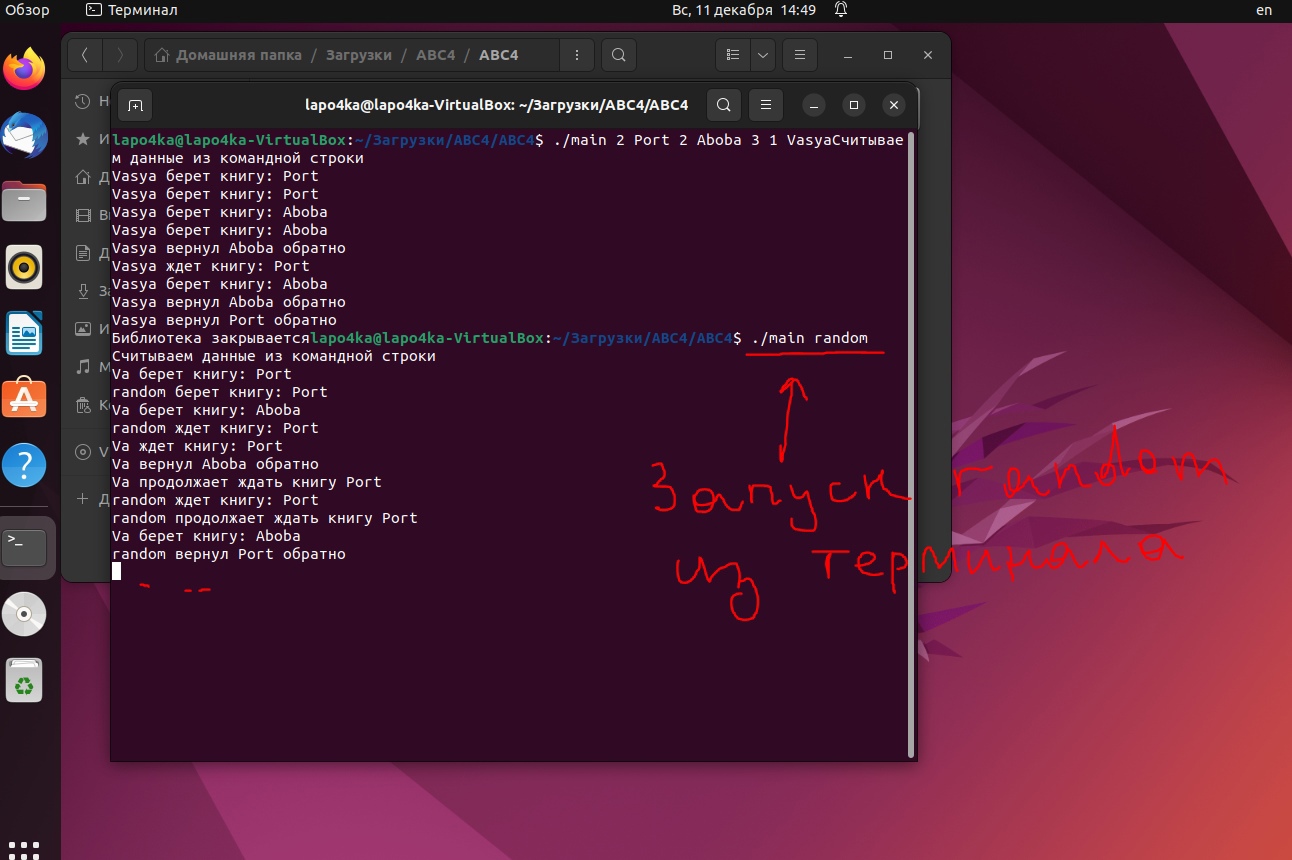 Обзор Терминал Вс, 11 декабря 14:49 en
Домашняя папка / Загрузки / ABC4 / ABC4
lapo4ka@lapo4ka-VirtualBox: ~/Загрузки/ABC4/ABC4
lapo4ka@lapo4ka-VirtualBox:~/Загрузки/ABC4/ABC4$ ./main 2 Port 2 Aboba 3 1 VasyaСчитывае
м данные из командной строки
Vasya берет книгу: Port
Vasya берет книгу: Port
Vasya берет книгу: Aboba
Vasya берет книгу: Aboba
Vasya вернул Aboba обратно
Vasya ждет книгу: Port
Vasya берет книгу: Aboba
Vasya вернул Aboba обратно
Vasya вернул Port обратно
Библиотека закрываетсяlapo4ka@lapo4ka-VirtualBox:~/Загрузки/ABC4/ABC4$ ./main random
Считываем данные из командной строки
Va берет книгу: Port
random берет книгу: Port
Va берет книгу: Aboba
random ждет книгу: Port
Va ждет книгу: Port
Va вернул Aboba обратно
Va продолжает ждать книгу Port
random ждет книгу: Port
random продолжает ждать книгу Port
Va берет книгу: Aboba
random вернул Port обратно
Запуск random
из терминала